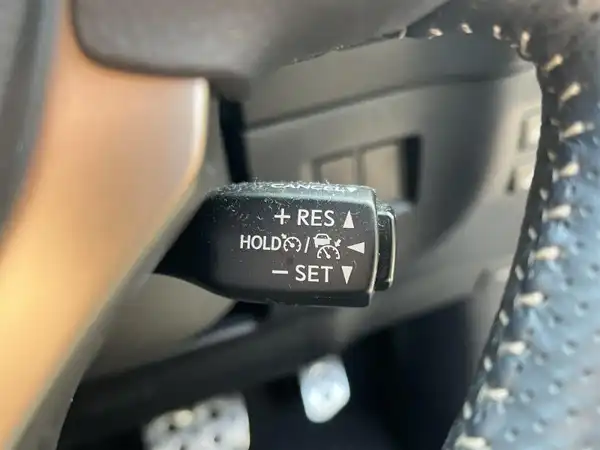 CANCEL▼
+ RES ▲
HOLD / ◄
− SET ▼